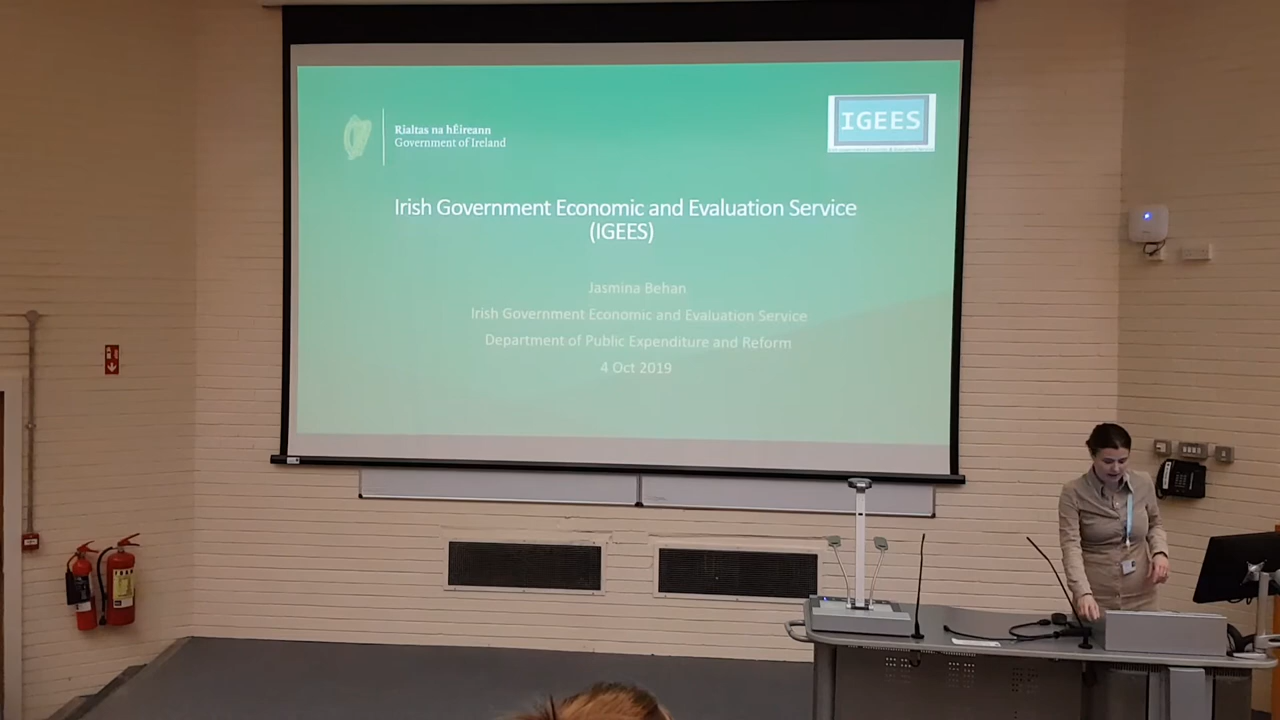 Rialtas na hÉireann
Government of Ireland
IGEES
Irish Government Economic and Evaluation Service
(IGEES)
Jasmina Behan
Irish Government Economic and Evaluation Service
Department of Public Expenditure and Reform
4 Oct 2019